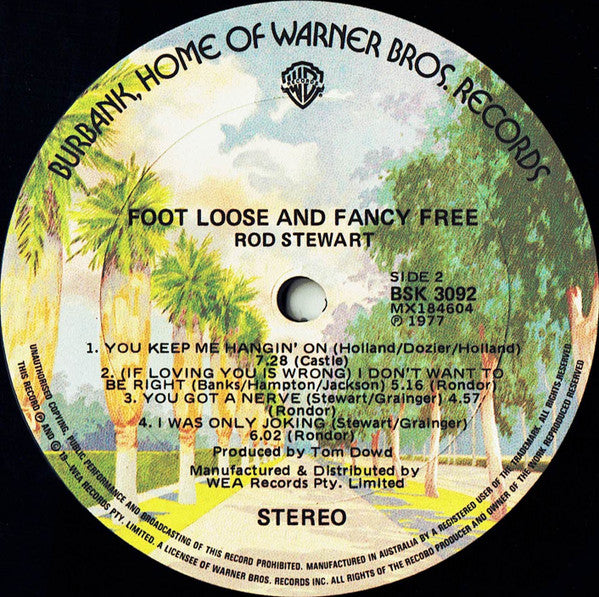 BURBANK, HOME OF WARNER BROS. RECORDS
FOOT LOOSE AND FANCY FREE
ROD STEWART
SIDE 2
BSK 3092
MX184604
℗ 1977
1. YOU KEEP ME HANGIN' ON (Holland/Dozier/Holland)
7.28 (Castle)
2. (IF LOVING YOU IS WRONG) I DON'T WANT TO
BE RIGHT (Banks/Hampton/Jackson) 5.16 (Rondor)
3. YOU GOT A NERVE (Stewart/Grainger) 4.57
(Rondor)
4. I WAS ONLY JOKING (Stewart/Grainger)
6.02 (Rondor)
Produced by Tom Dowd
Manufactured & Distributed by
WEA Records Pty. Limited
STEREO
UNAUTHORISED COPYING, PUBLIC PERFORMANCE AND BROADCASTING OF THIS RECORD PROHIBITED. MANUFACTURED IN AUSTRALIA BY A REGISTERED USER OF THE TRADEMARK. ALL RIGHTS RESERVED
THIS RECORD ℗ AND © 19—WEA RECORDS PTY. LIMITED. A LICENSEE OF WARNER BROS. RECORDS INC. ALL RIGHTS OF THE RECORD PRODUCER AND OWNER OF THE WORK REPRODUCED RESERVED